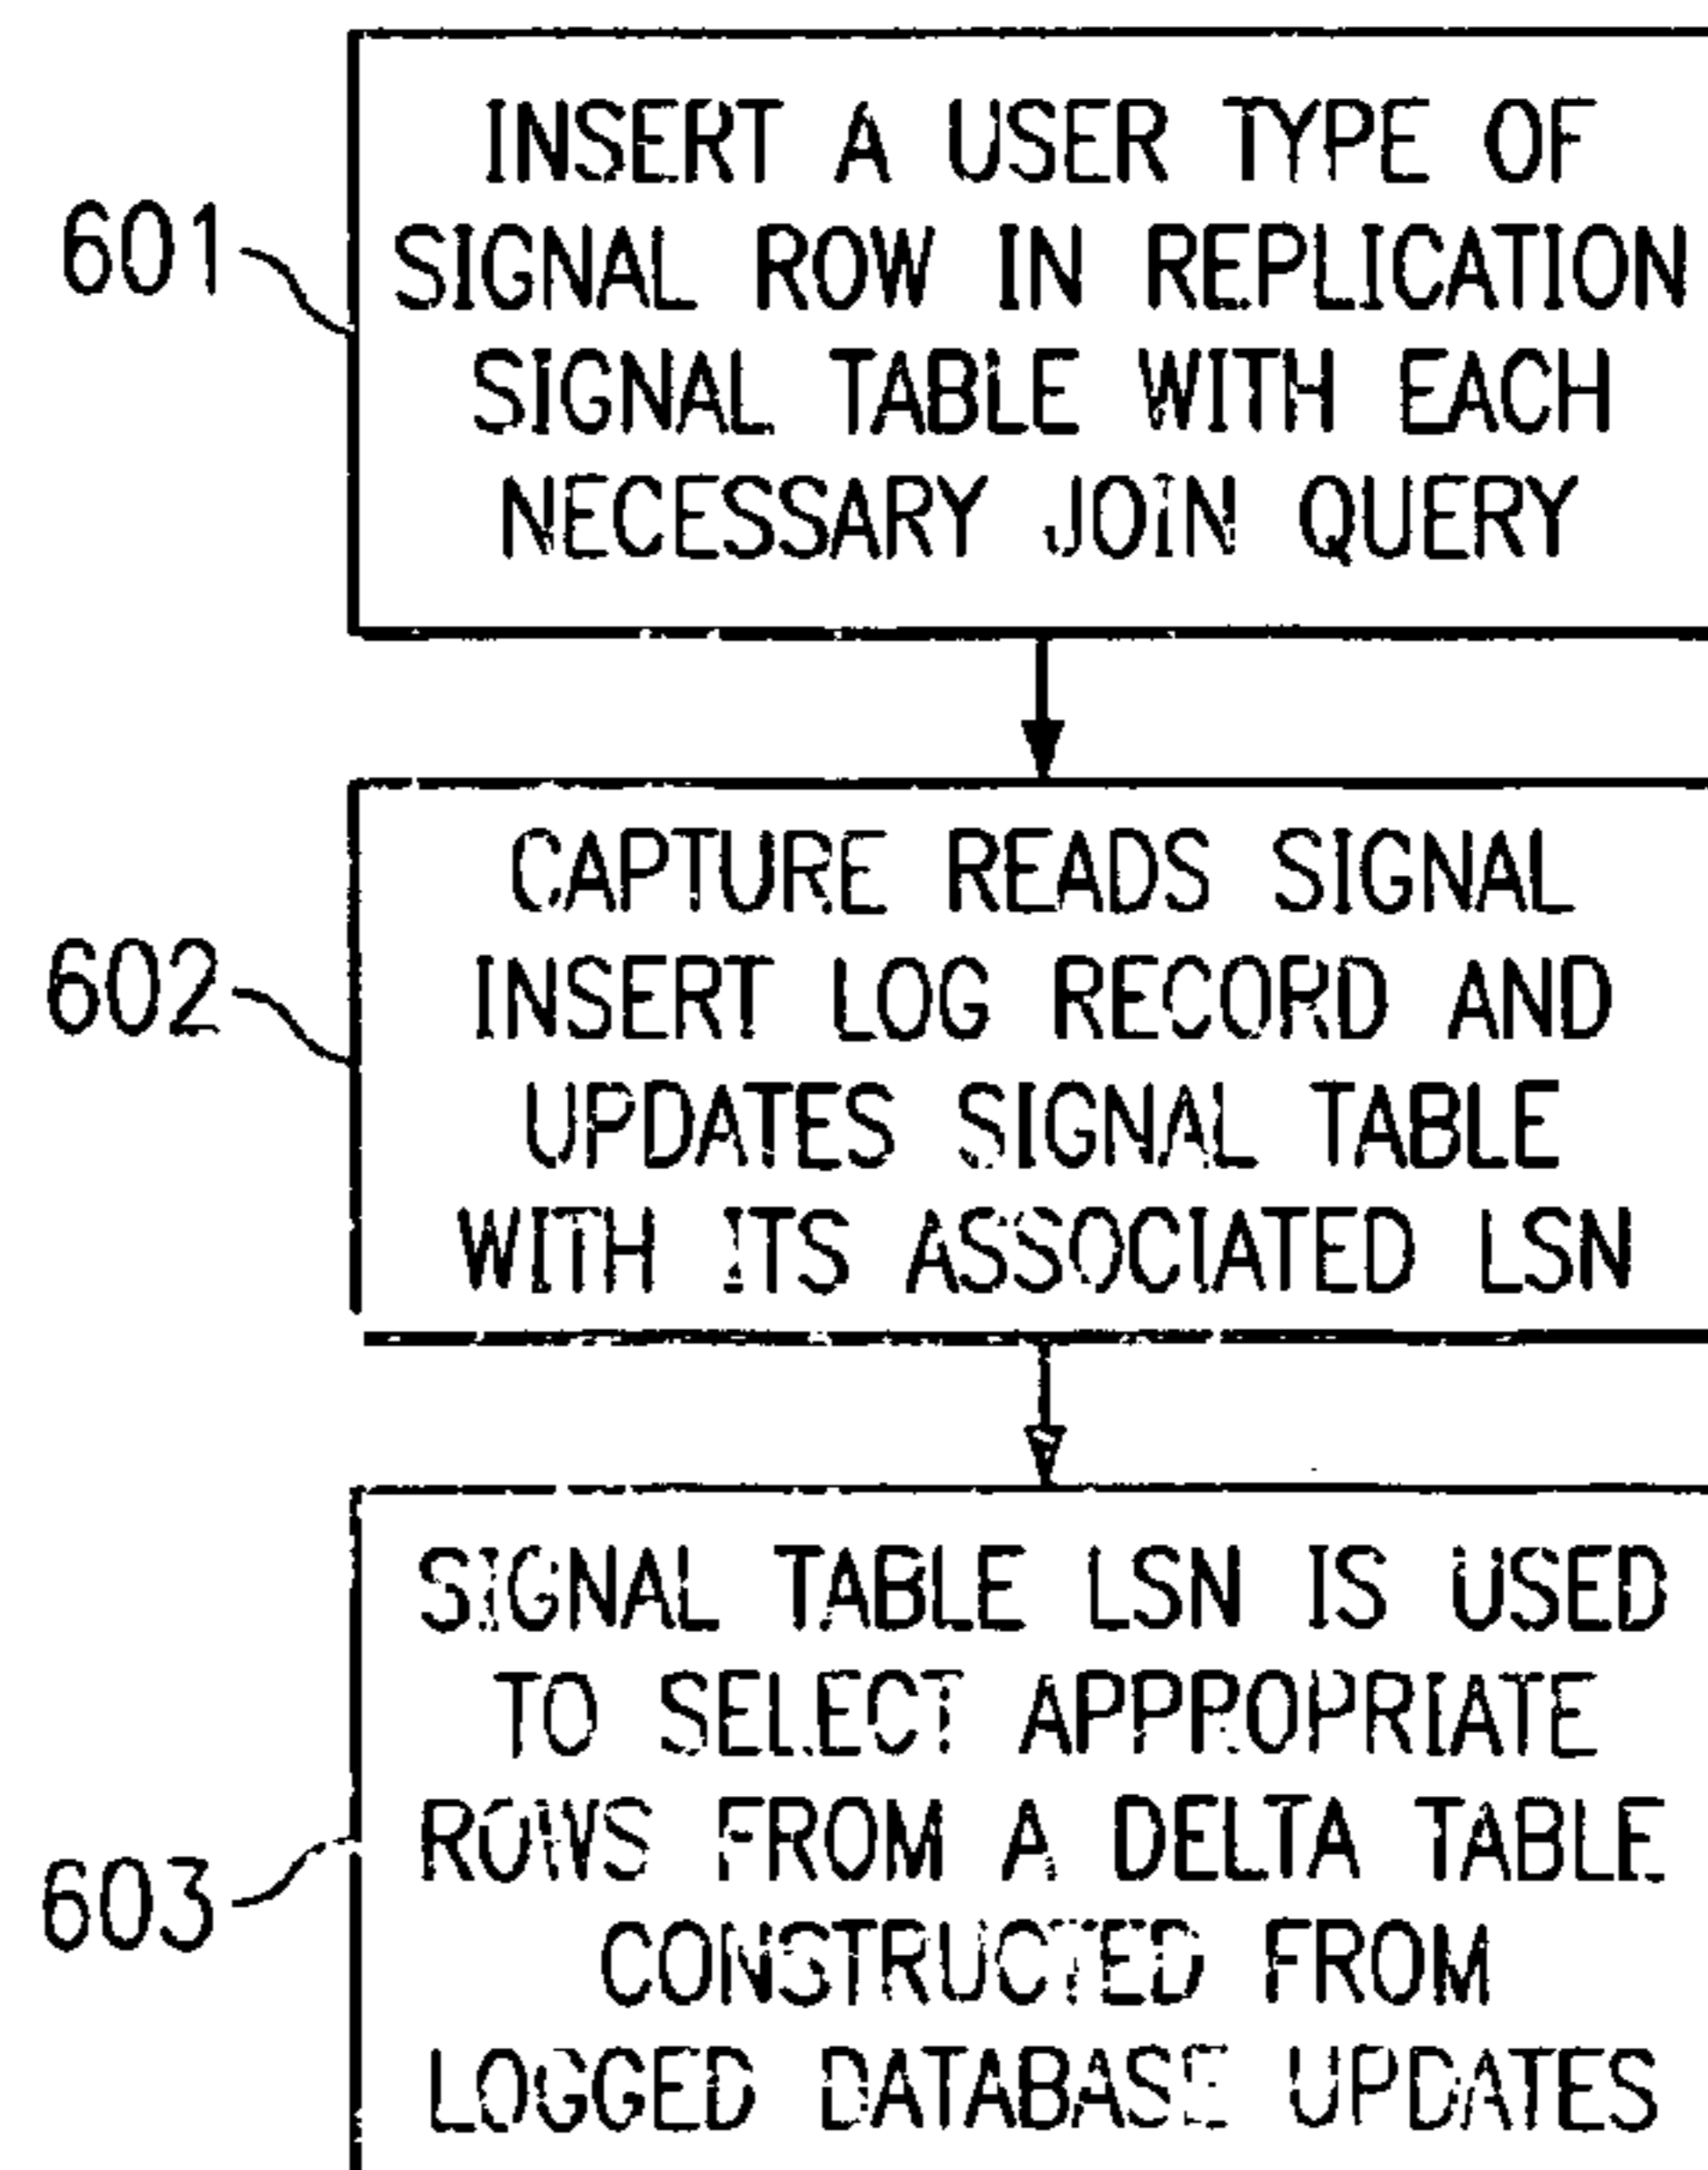 601
INSERT A USER TYPE OF
SIGNAL ROW IN REPLICATION
SIGNAL TABLE WITH EACH
NECESSARY JOIN QUERY
602
CAPTURE READS SIGNAL
INSERT LOG RECORD AND
UPDATES SIGNAL TABLE
WITH ITS ASSOCIATED LSN
603
SIGNAL TABLE LSN IS USED
TO SELECT APPROPRIATE
ROWS FROM A DELTA TABLE
CONSTRUCTED FROM
LOGGED DATABASE UPDATES